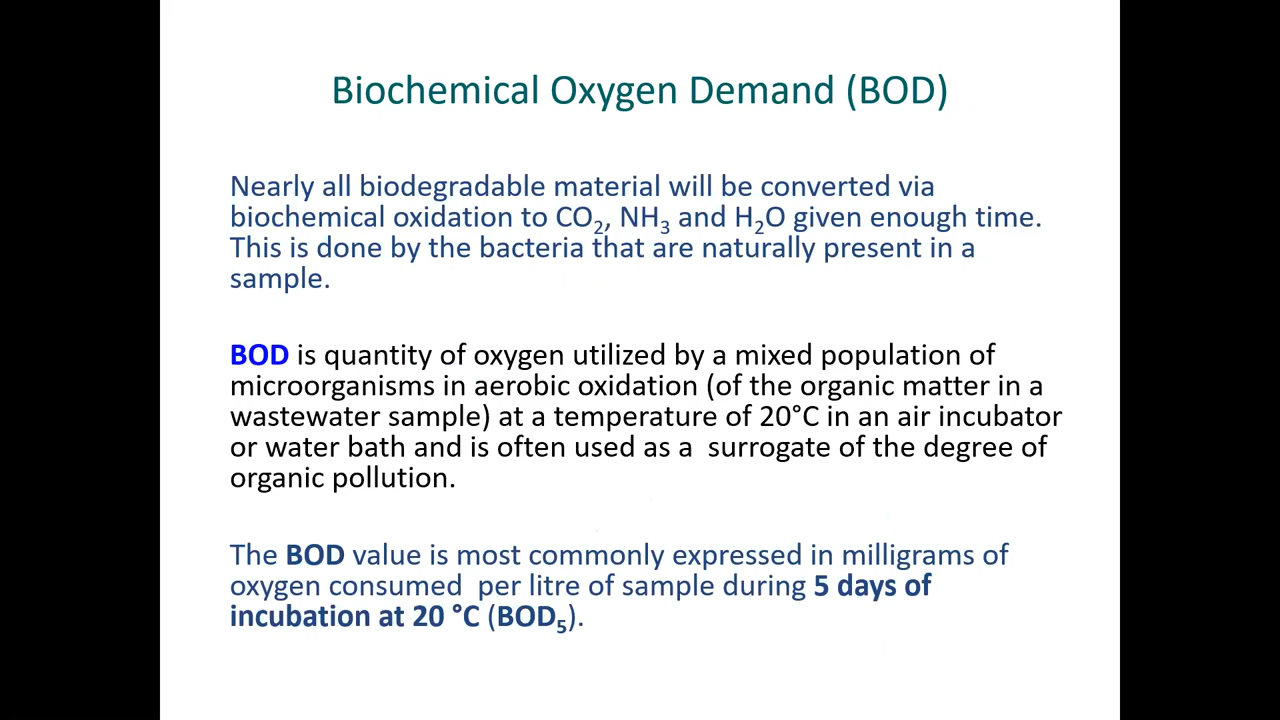 Biochemical Oxygen Demand (BOD)
Nearly all biodegradable material will be converted via
biochemical oxidation to CO₂, NH₃ and H₂O given enough time.
This is done by the bacteria that are naturally present in a
sample.
BOD is quantity of oxygen utilized by a mixed population of
microorganisms in aerobic oxidation (of the organic matter in a
wastewater sample) at a temperature of 20°C in an air incubator
or water bath and is often used as a  surrogate of the degree of
organic pollution.
The BOD value is most commonly expressed in milligrams of
oxygen consumed  per litre of sample during 5 days of
incubation at 20 °C (BOD₅).